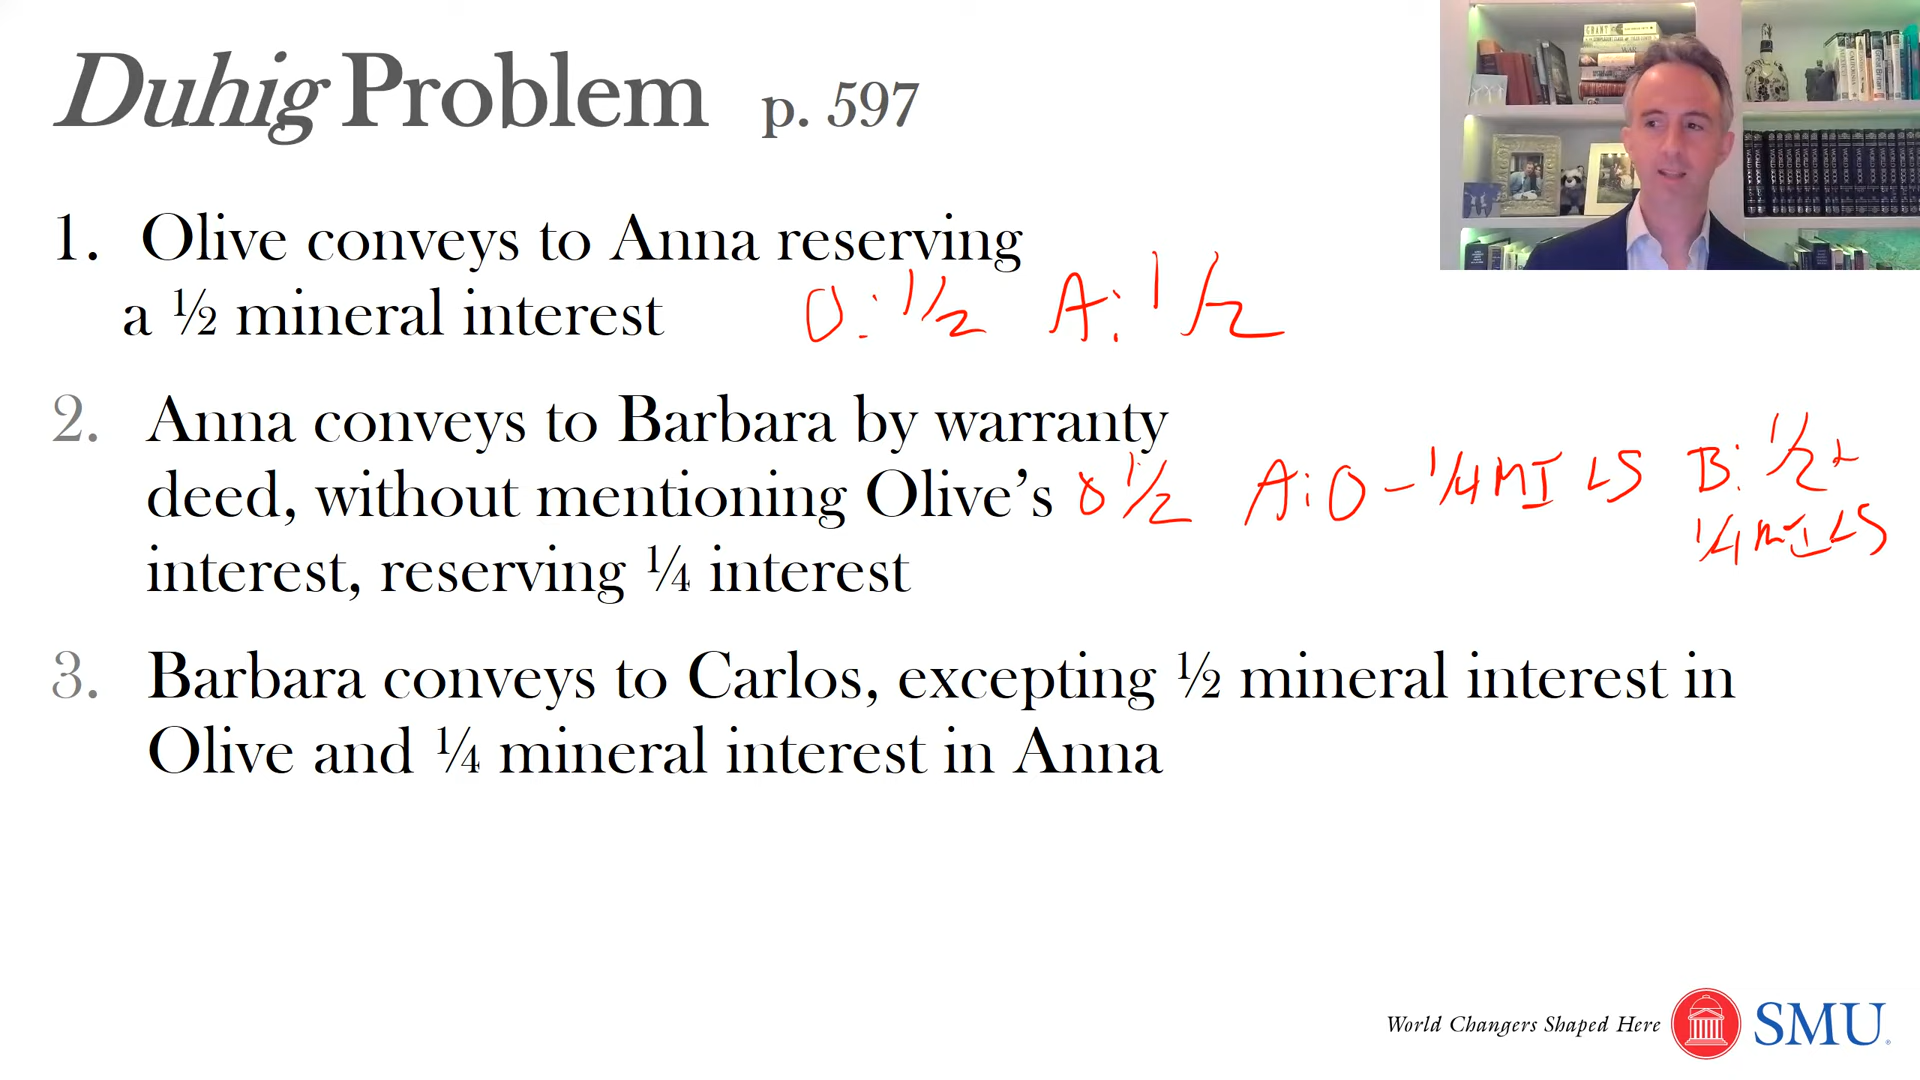 Duhig Problem p. 597
1. Olive conveys to Anna reserving
a ½ mineral interest
O: 1/2 A: 1/2
2. Anna conveys to Barbara by warranty
deed, without mentioning Olive's
interest, reserving ¼ interest
O 1/2 A: O - 1/4 MI LS B: 1/2 +
1/4 MI LS
3. Barbara conveys to Carlos, excepting ½ mineral interest in
Olive and ¼ mineral interest in Anna
World Changers Shaped Here SMU
GRANT
WAR